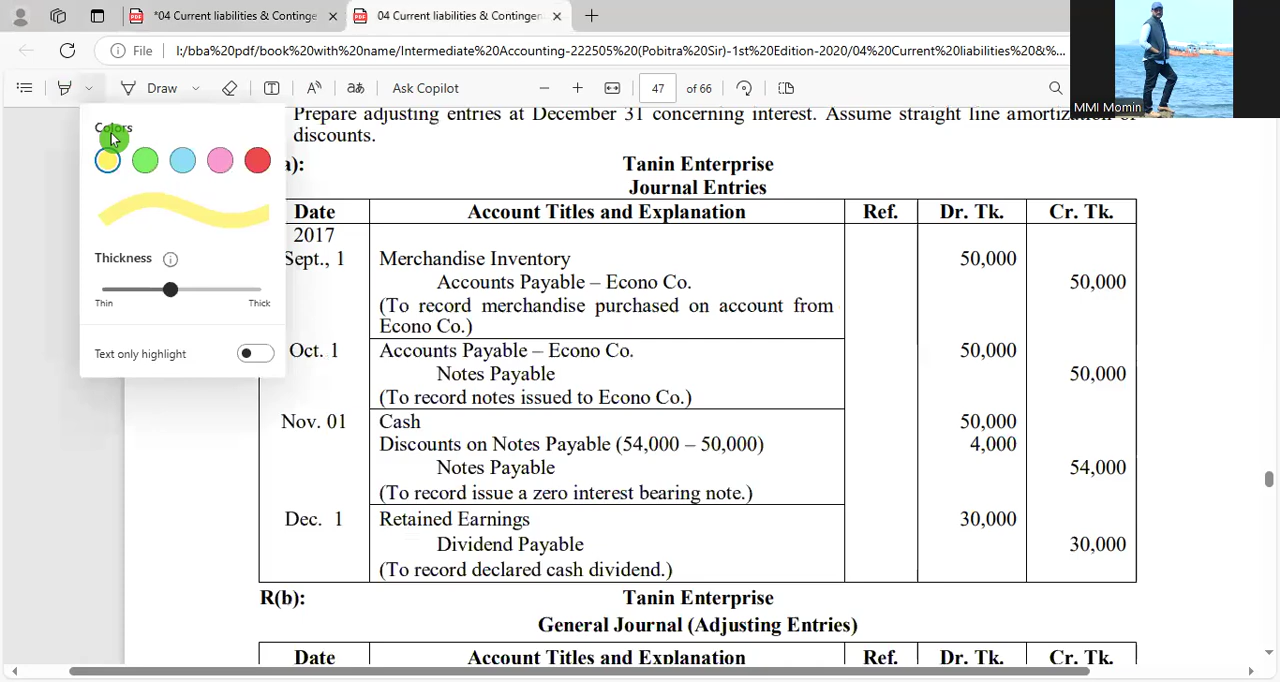 *04 Current liabilities & Continge
04 Current liabilities & Contingen
File
I:/bba%20pdf/book%20with%20name/Intermediate%20Accounting-222505%20(Pobitra%20Sir)-1st%20Edition-2020/04%20Current%20liabilities%20&%...
Draw
Ask Copilot
47 of 66
MMI Momin
Prepare adjusting entries at December 31 concerning interest. Assume straight line amortization of
discounts.
Colors
Thickness
Thin Thick
Text only highlight
a): Tanin Enterprise
Journal Entries
Date Account Titles and Explanation Ref. Dr. Tk. Cr. Tk.
2017
Sept., 1 Merchandise Inventory 50,000
Accounts Payable – Econo Co. 50,000
(To record merchandise purchased on account from
Econo Co.)
Oct. 1 Accounts Payable – Econo Co. 50,000
Notes Payable 50,000
(To record notes issued to Econo Co.)
Nov. 01 Cash 50,000
Discounts on Notes Payable (54,000 – 50,000) 4,000
Notes Payable 54,000
(To record issue a zero interest bearing note.)
Dec. 1 Retained Earnings 30,000
Dividend Payable 30,000
(To record declared cash dividend.)
R(b): Tanin Enterprise
General Journal (Adjusting Entries)
Date Account Titles and Explanation Ref. Dr. Tk. Cr. Tk.